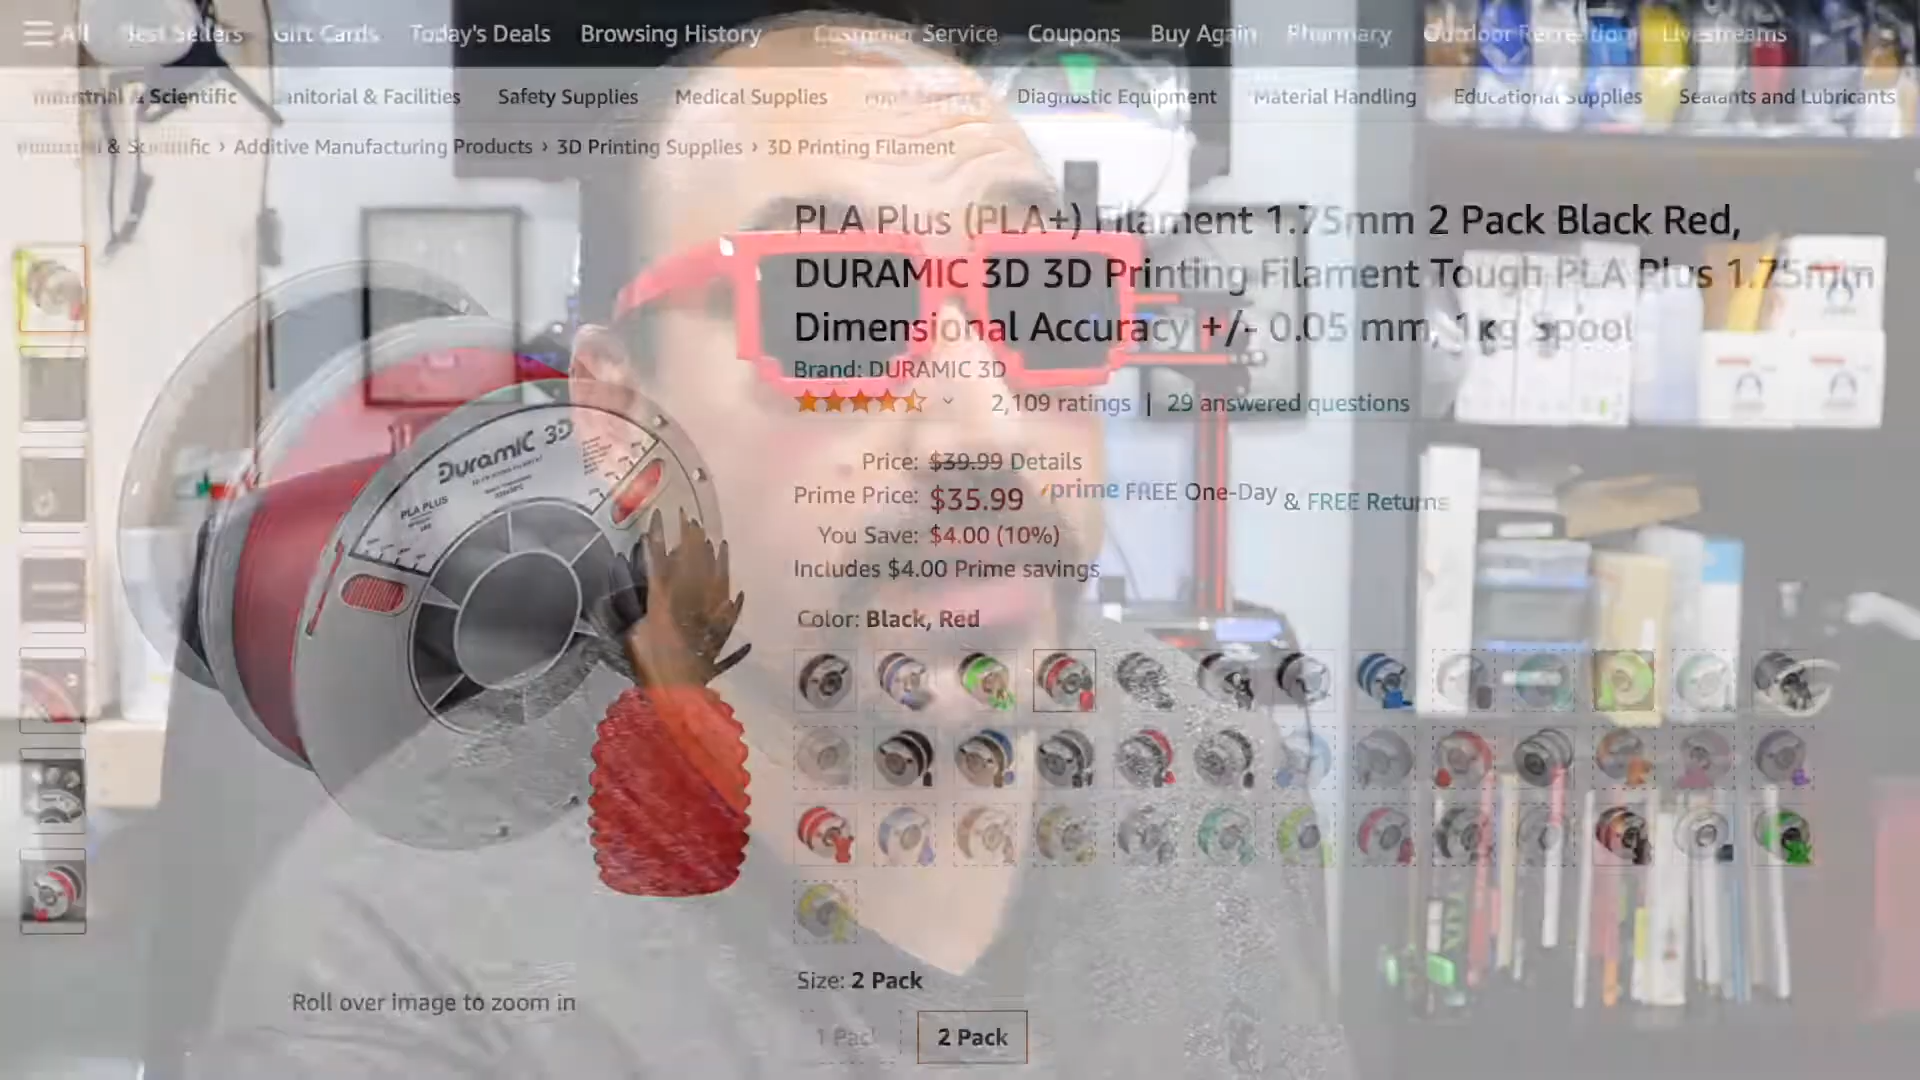 All Best Sellers Gift Cards Today's Deals Browsing History Customer Service Coupons Buy Again Pharmacy Outdoor Recreation Livestreams
Industrial & Scientific Janitorial & Facilities Safety Supplies Medical Supplies Diagnostic Equipment Material Handling Educational Supplies Sealants and Lubricants
Industrial & Scientific › Additive Manufacturing Products › 3D Printing Supplies › 3D Printing Filament
PLA Plus (PLA+) Filament 1.75mm 2 Pack Black Red,
DURAMIC 3D 3D Printing Filament Tough PLA Plus 1.75mm
Dimensional Accuracy +/- 0.05 mm, 1kg Spool
Brand: DURAMIC 3D
2,109 ratings | 29 answered questions
Price: $39.99 Details
Prime Price: $35.99 prime FREE One-Day & FREE Returns
You Save: $4.00 (10%)
Includes $4.00 Prime savings
Color: Black, Red
Duramic 3D
PLA PLUS
Size: 2 Pack
1 Pack 2 Pack
Roll over image to zoom in